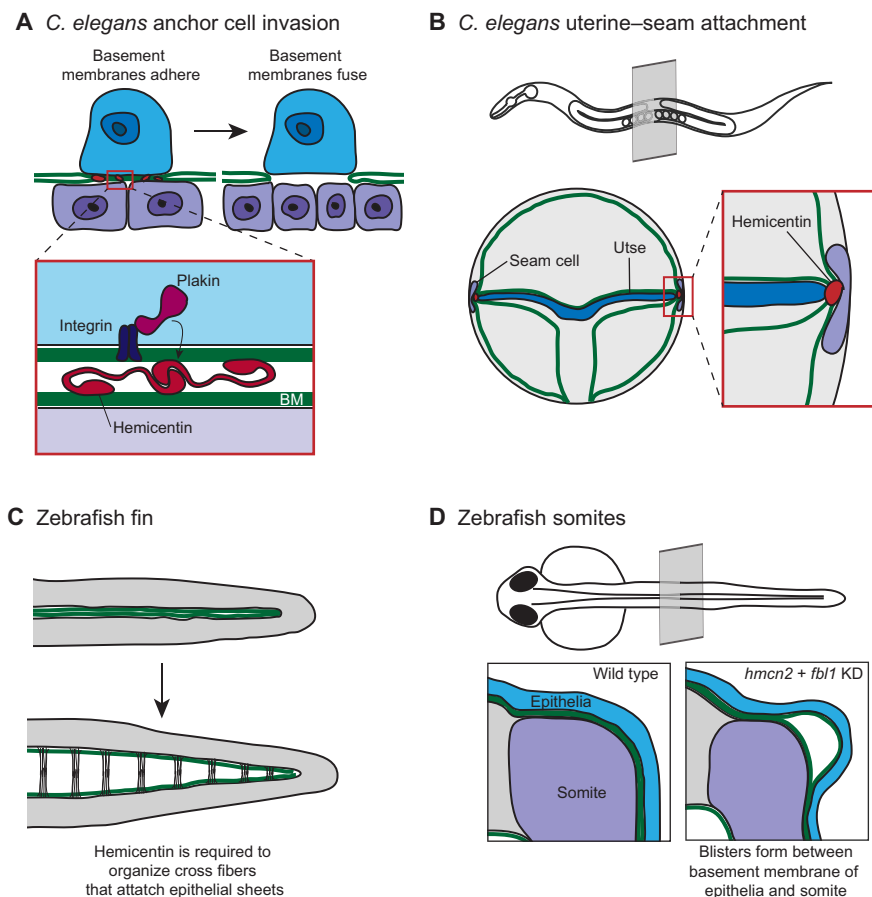 A C. elegans anchor cell invasion
Basement
membranes adhere
Basement
membranes fuse
Plakin
Integrin
BM
Hemicentin
B C. elegans uterine–seam attachment
Seam cell
Utse
Hemicentin
C Zebrafish fin
Hemicentin is required to
organize cross fibers
that attatch epithelial sheets
D Zebrafish somites
Wild type
Epithelia
Somite
hmcn2 + fbl1 KD
Blisters form between
basement membrane of
epithelia and somite